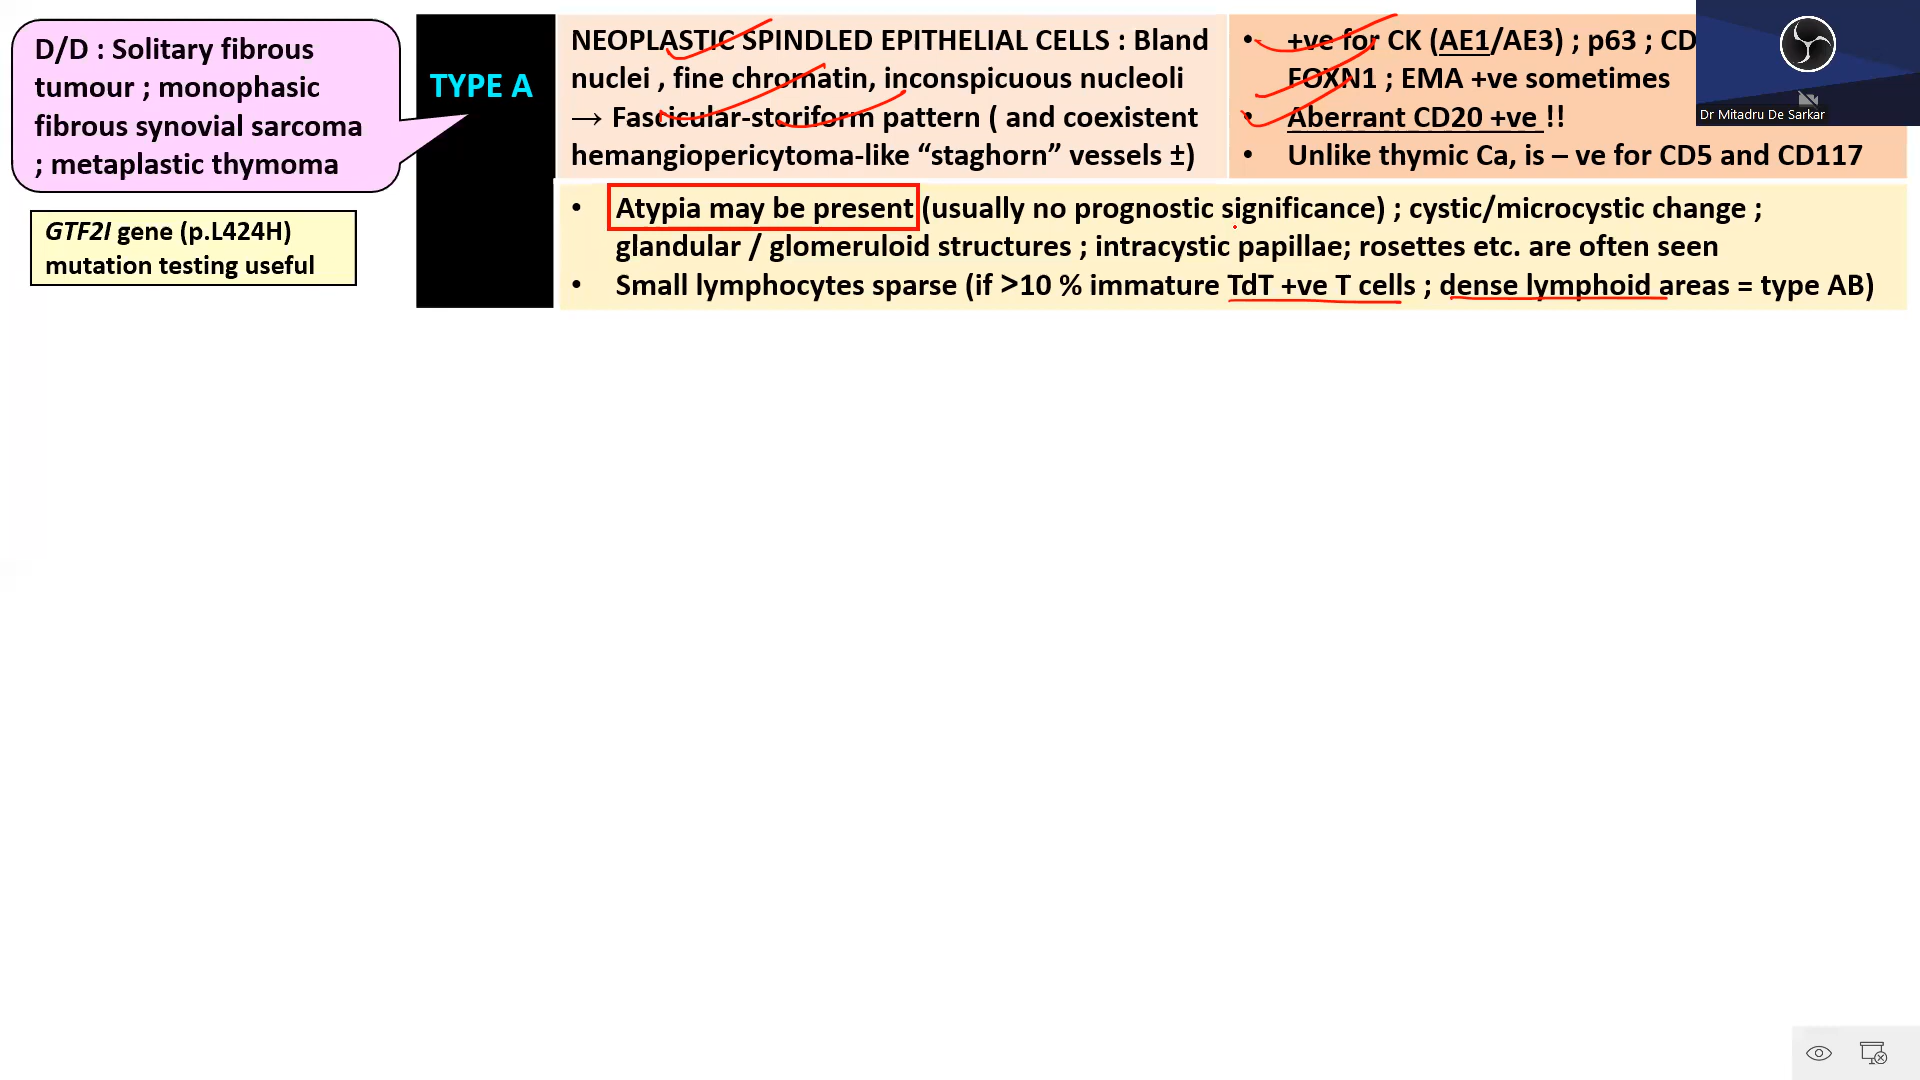 D/D : Solitary fibrous
tumour ; monophasic
fibrous synovial sarcoma
; metaplastic thymoma
GTF2I gene (p.L424H)
mutation testing useful
TYPE A
NEOPLASTIC SPINDLED EPITHELIAL CELLS : Bland
nuclei , fine chromatin, inconspicuous nucleoli
→ Fascicular-storiform pattern ( and coexistent
hemangiopericytoma-like “staghorn” vessels ±)
• +ve for CK (AE1/AE3) ; p63 ; CD
FOXN1 ; EMA +ve sometimes
• Aberrant CD20 +ve !!
• Unlike thymic Ca, is – ve for CD5 and CD117
• Atypia may be present (usually no prognostic significance) ; cystic/microcystic change ;
glandular / glomeruloid structures ; intracystic papillae; rosettes etc. are often seen
• Small lymphocytes sparse (if >10 % immature TdT +ve T cells ; dense lymphoid areas = type AB)
Dr Mitadru De Sarkar